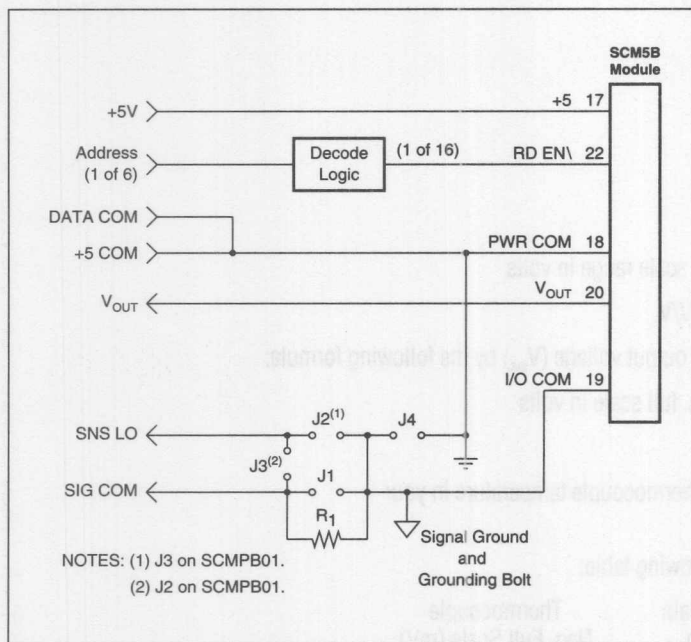 SCM5B
Module
+5V
+5 17
Address
(1 of 6)
Decode
Logic
(1 of 16)
RD EN\ 22
DATA COM
+5 COM
PWR COM 18
VOUT
VOUT 20
I/O COM 19
SNS LO
J2(1)
J4
J3(2)
SIG COM
J1
R1
Signal Ground
and
Grounding Bolt
NOTES: (1) J3 on SCMPB01.
(2) J2 on SCMPB01.